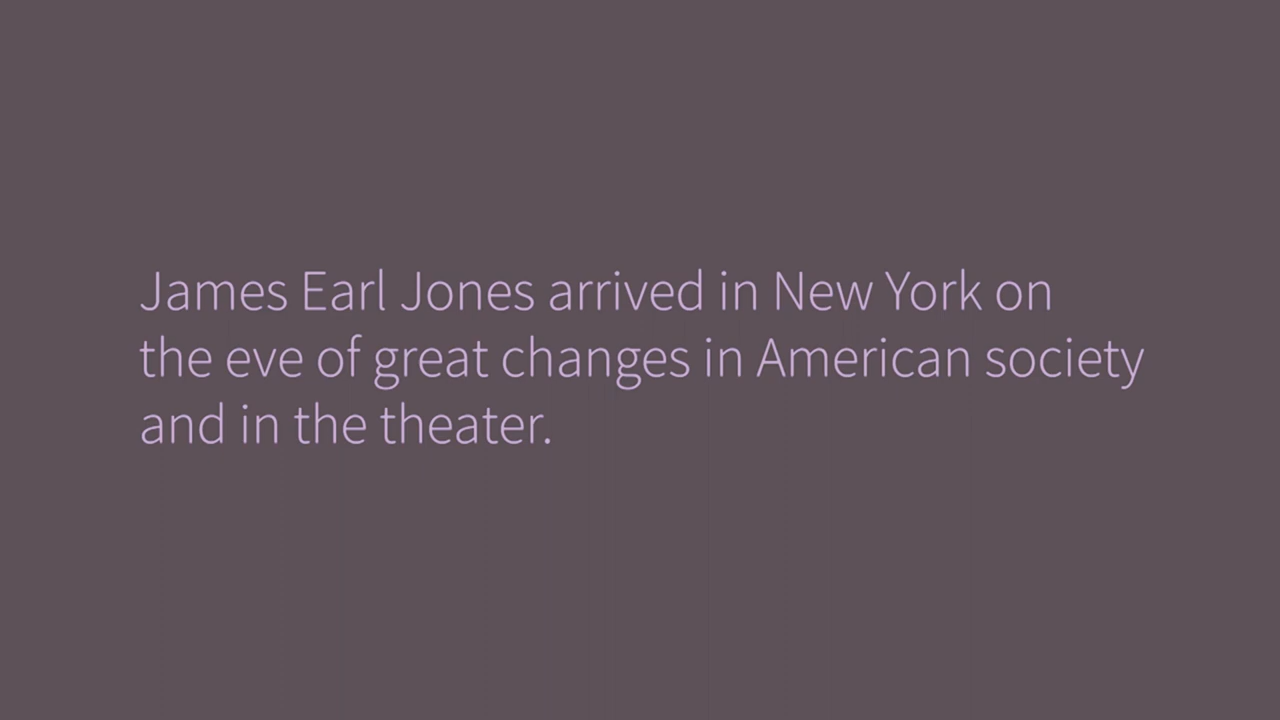 James Earl Jones arrived in New York on
the eve of great changes in American society
and in the theater.